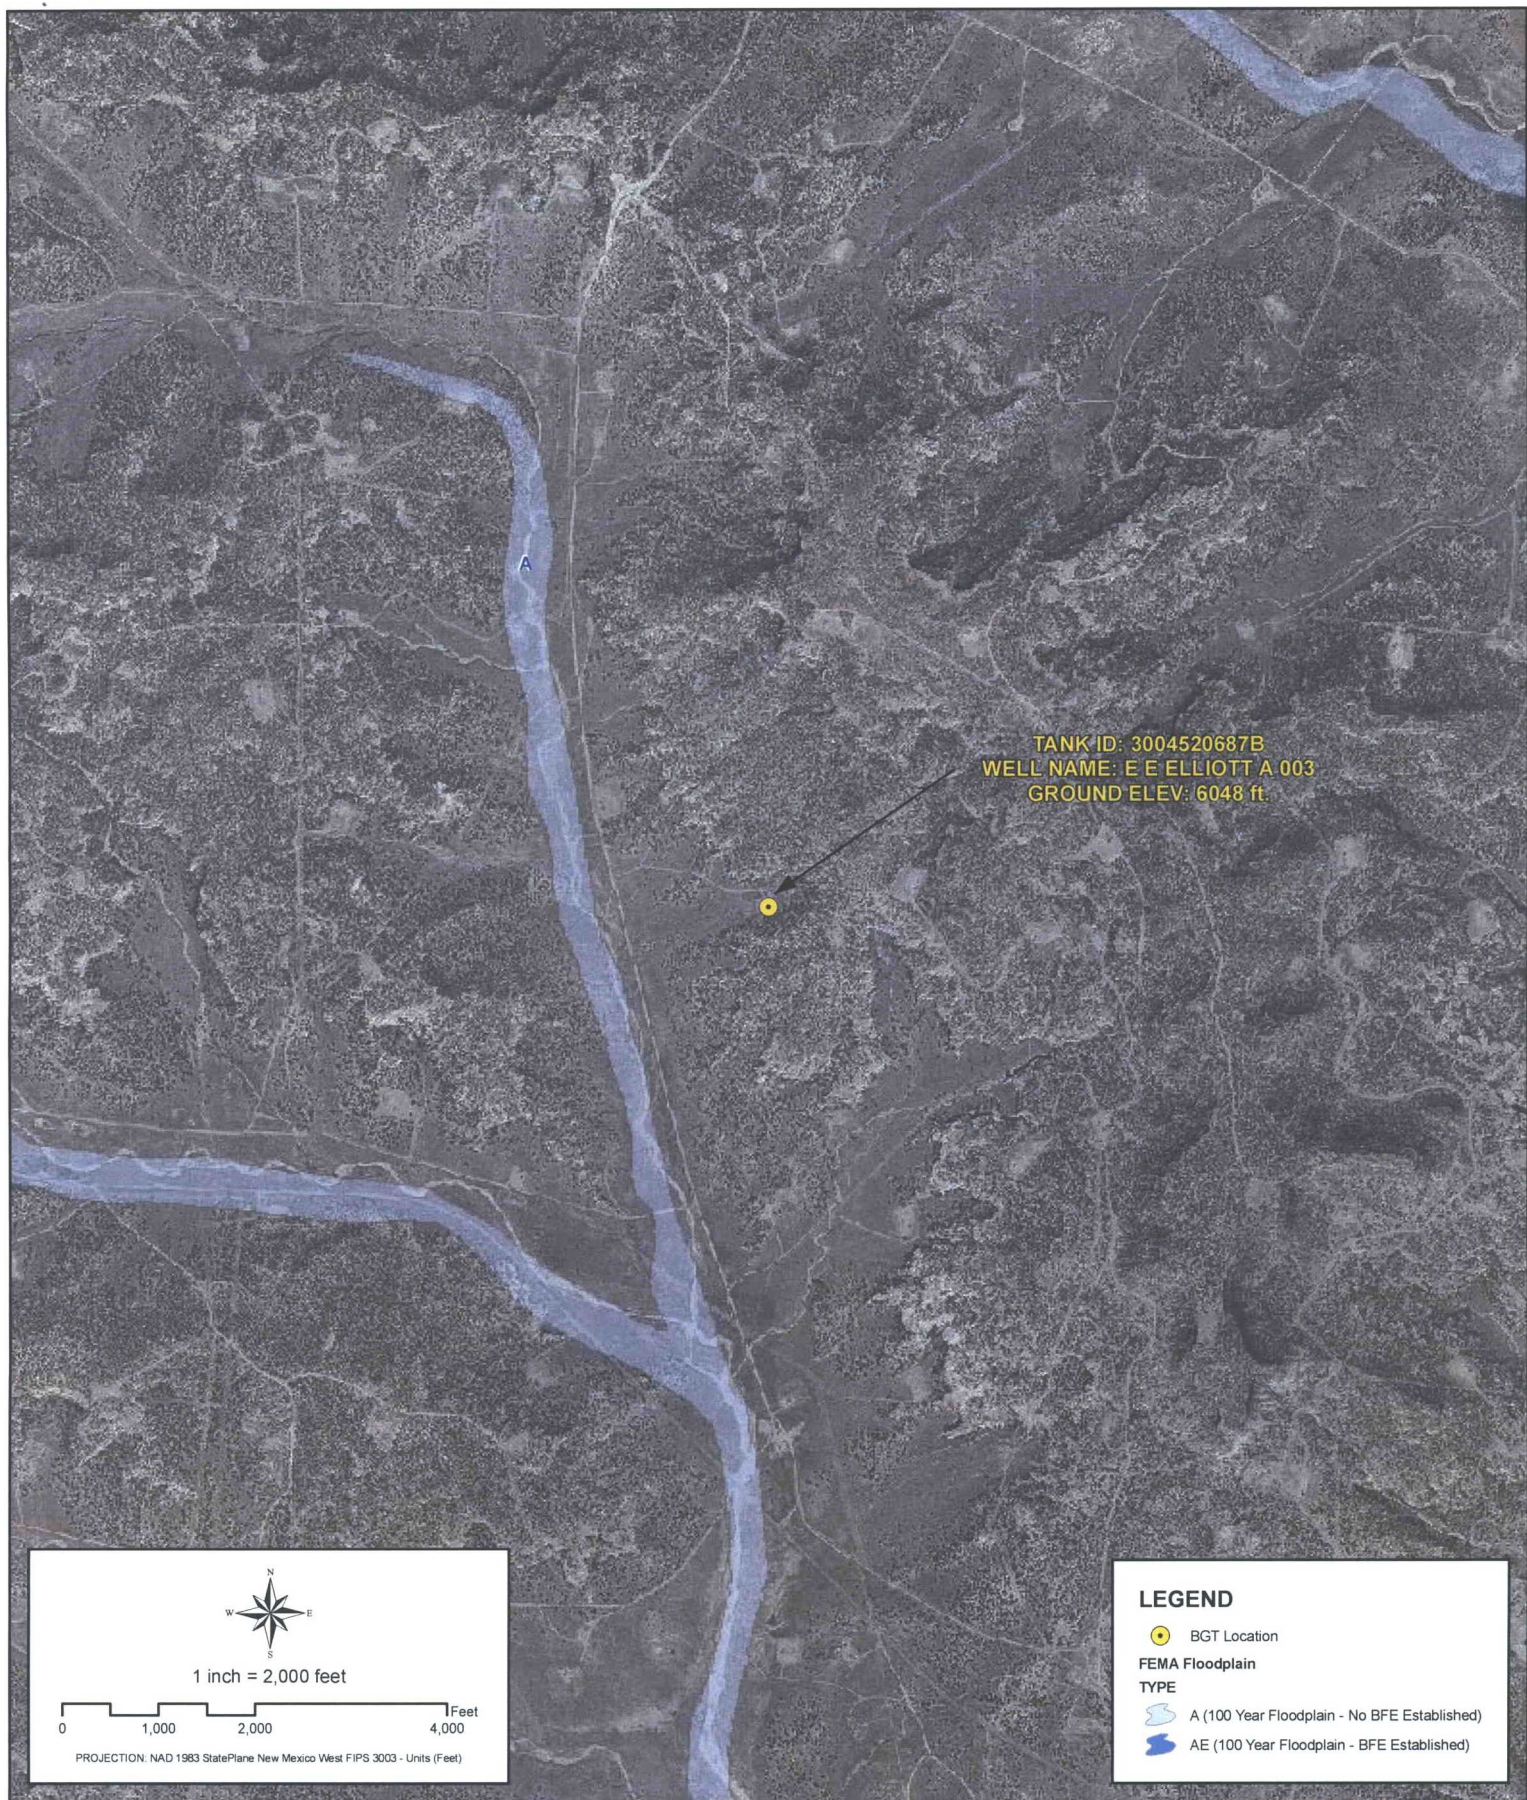 A
TANK ID: 3004520687B
WELL NAME: E E ELLIOTT A 003
GROUND ELEV: 6048 ft.
N
W E
S
1 inch = 2,000 feet
Feet
0 1,000 2,000 4,000
PROJECTION: NAD 1983 StatePlane New Mexico West FIPS 3003 - Units (Feet)
LEGEND
BGT Location
FEMA Floodplain
TYPE
A (100 Year Floodplain - No BFE Established)
AE (100 Year Floodplain - BFE Established)